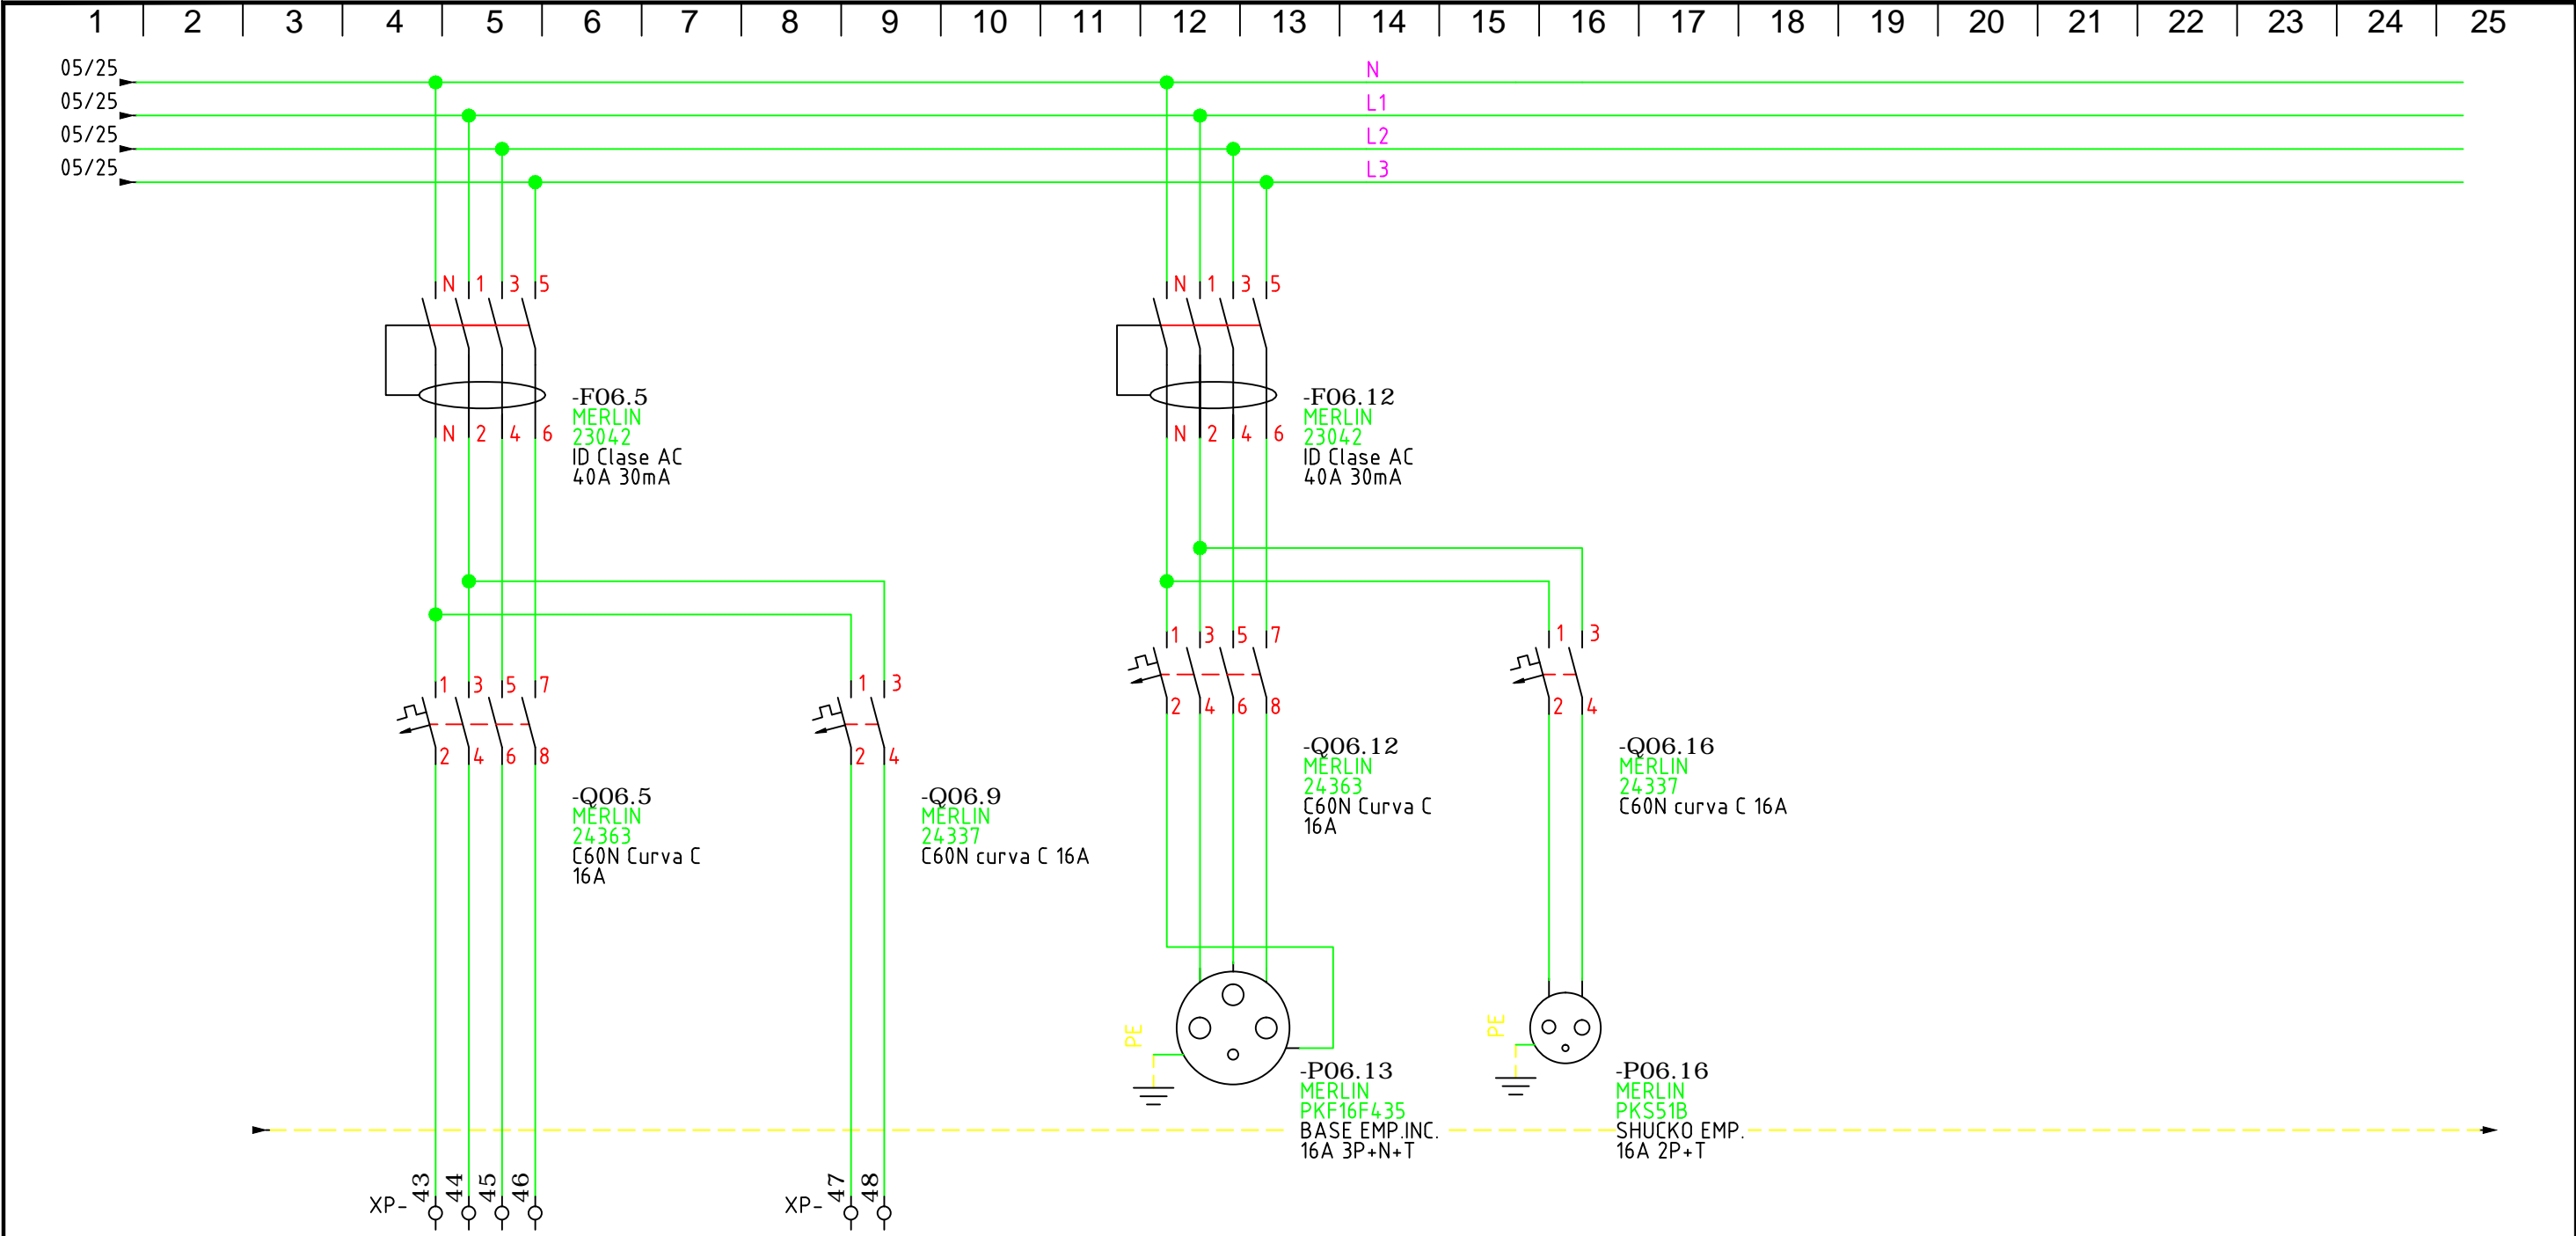 1 2 3 4 5 6 7 8 9 10 11 12 13 14 15 16 17 18 19 20 21 22 23 24 25
05/25 N
05/25 L1
05/25 L2
05/25 L3
N 1 3 5
N 1 3 5
-F06.5
MERLIN
23042
ID Clase AC
40A 30mA
N 2 4 6
-F06.12
MERLIN
23042
ID Clase AC
40A 30mA
N 2 4 6
1 3 5 7
2 4 6 8
-Q06.5
MERLIN
24363
C60N Curva C
16A
1 3
2 4
-Q06.9
MERLIN
24337
C60N curva C 16A
1 3 5 7
2 4 6 8
-Q06.12
MERLIN
24363
C60N Curva C
16A
1 3
2 4
-Q06.16
MERLIN
24337
C60N curva C 16A
PE
-P06.13
MERLIN
PKF16F435
BASE EMP.INC.
16A 3P+N+T
PE
-P06.16
MERLIN
PKS51B
SHUCKO EMP.
16A 2P+T
XP- 43 44 45 46
XP- 47 48